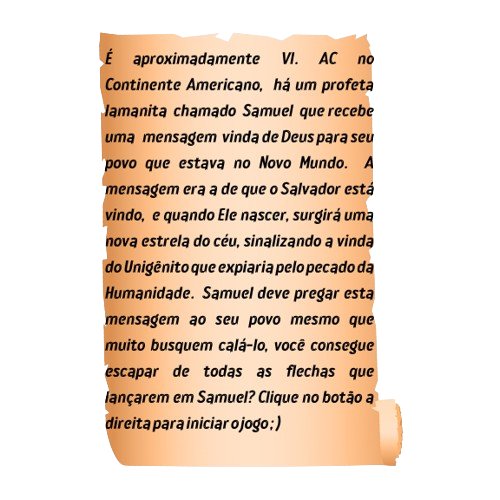 É aproximadamente VI. AC no
Continente Americano, há um profeta
lamanita chamado Samuel que recebe
uma mensagem vinda de Deus para seu
povo que estava no Novo Mundo. A
mensagem era a de que o Salvador está
vindo, e quando Ele nascer, surgirá uma
nova estrela do céu, sinalizando a vinda
do Unigênito que expiaria pelo pecado da
Humanidade. Samuel deve pregar esta
mensagem ao seu povo mesmo que
muito busquem calá-lo, você consegue
escapar de todas as flechas que
lançarem em Samuel? Clique no botão a
direita para iniciar o jogo ; )